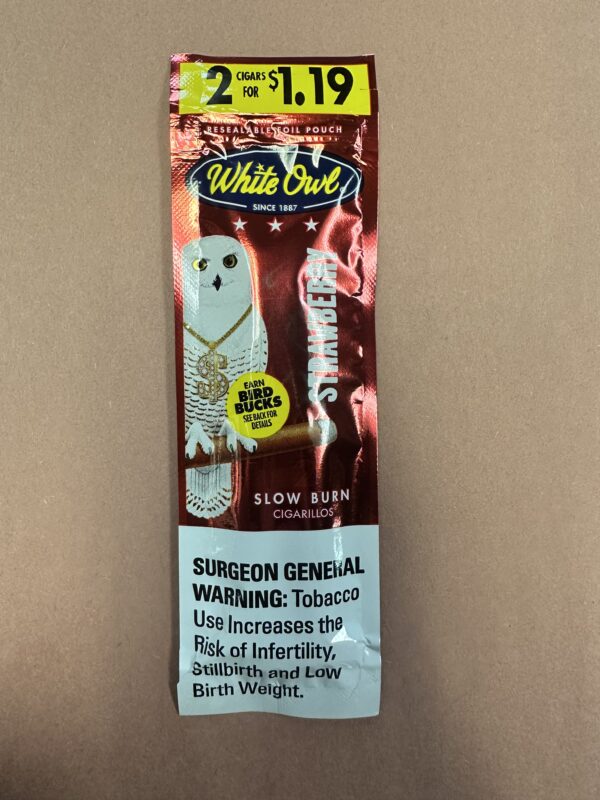 2 CIGARS FOR $1.19
RESEALABLE FOIL POUCH
White Owl
SINCE 1887
STRAWBERRY
$
EARN
BIRD
BUCKS
SEE BACK FOR
DETAILS
SLOW BURN
CIGARILLOS
SURGEON GENERAL
WARNING: Tobacco
Use Increases the
Risk of Infertility,
Stillbirth and Low
Birth Weight.